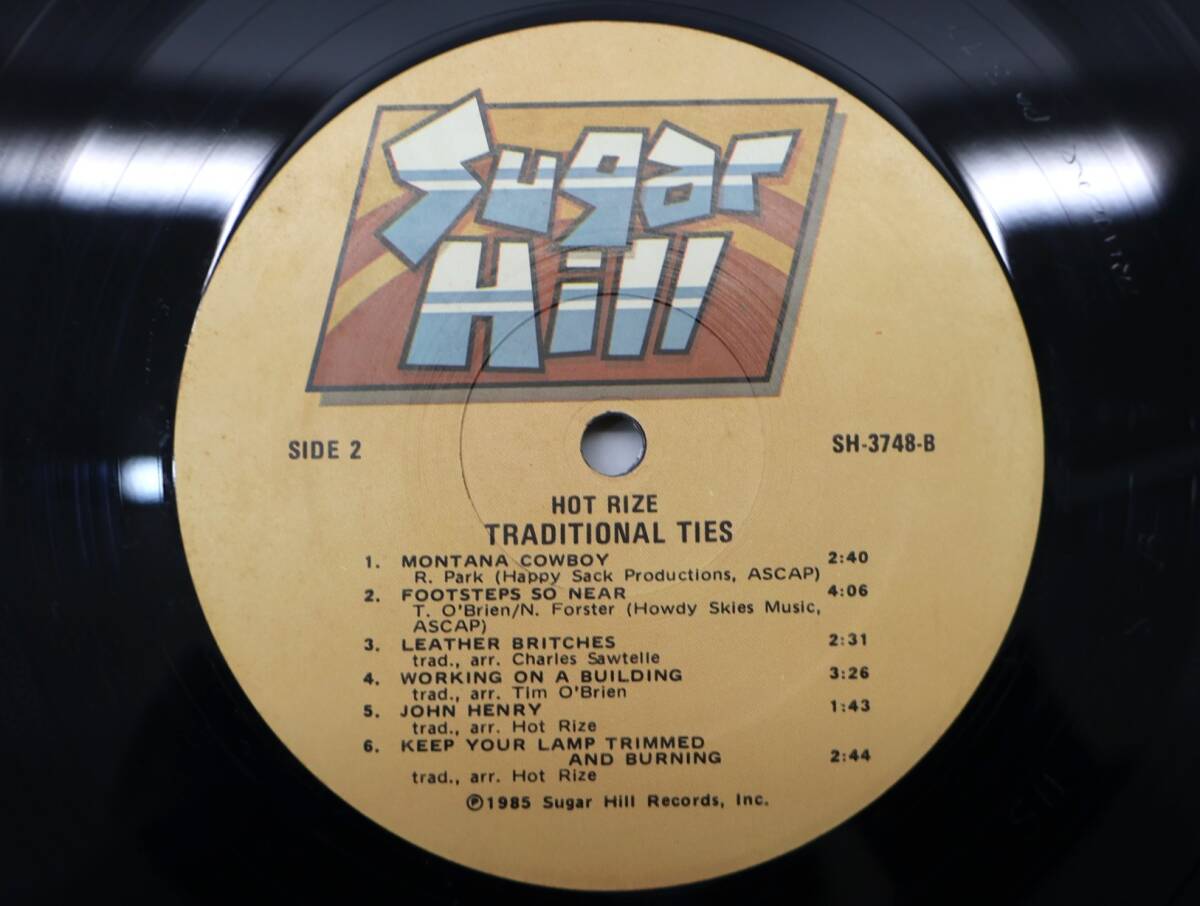 Sugar
Hill
SIDE 2
SH-3748-B
HOT RIZE
TRADITIONAL TIES
1. MONTANA COWBOY 2:40
R. Park (Happy Sack Productions, ASCAP)
2. FOOTSTEPS SO NEAR 4:06
T. O'Brien/N. Forster (Howdy Skies Music,
ASCAP)
3. LEATHER BRITCHES 2:31
trad., arr. Charles Sawtelle
4. WORKING ON A BUILDING 3:26
trad., arr. Tim O'Brien
5. JOHN HENRY 1:43
trad., arr. Hot Rize
6. KEEP YOUR LAMP TRIMMED
AND BURNING 2:44
trad., arr. Hot Rize
℗1985 Sugar Hill Records, Inc.